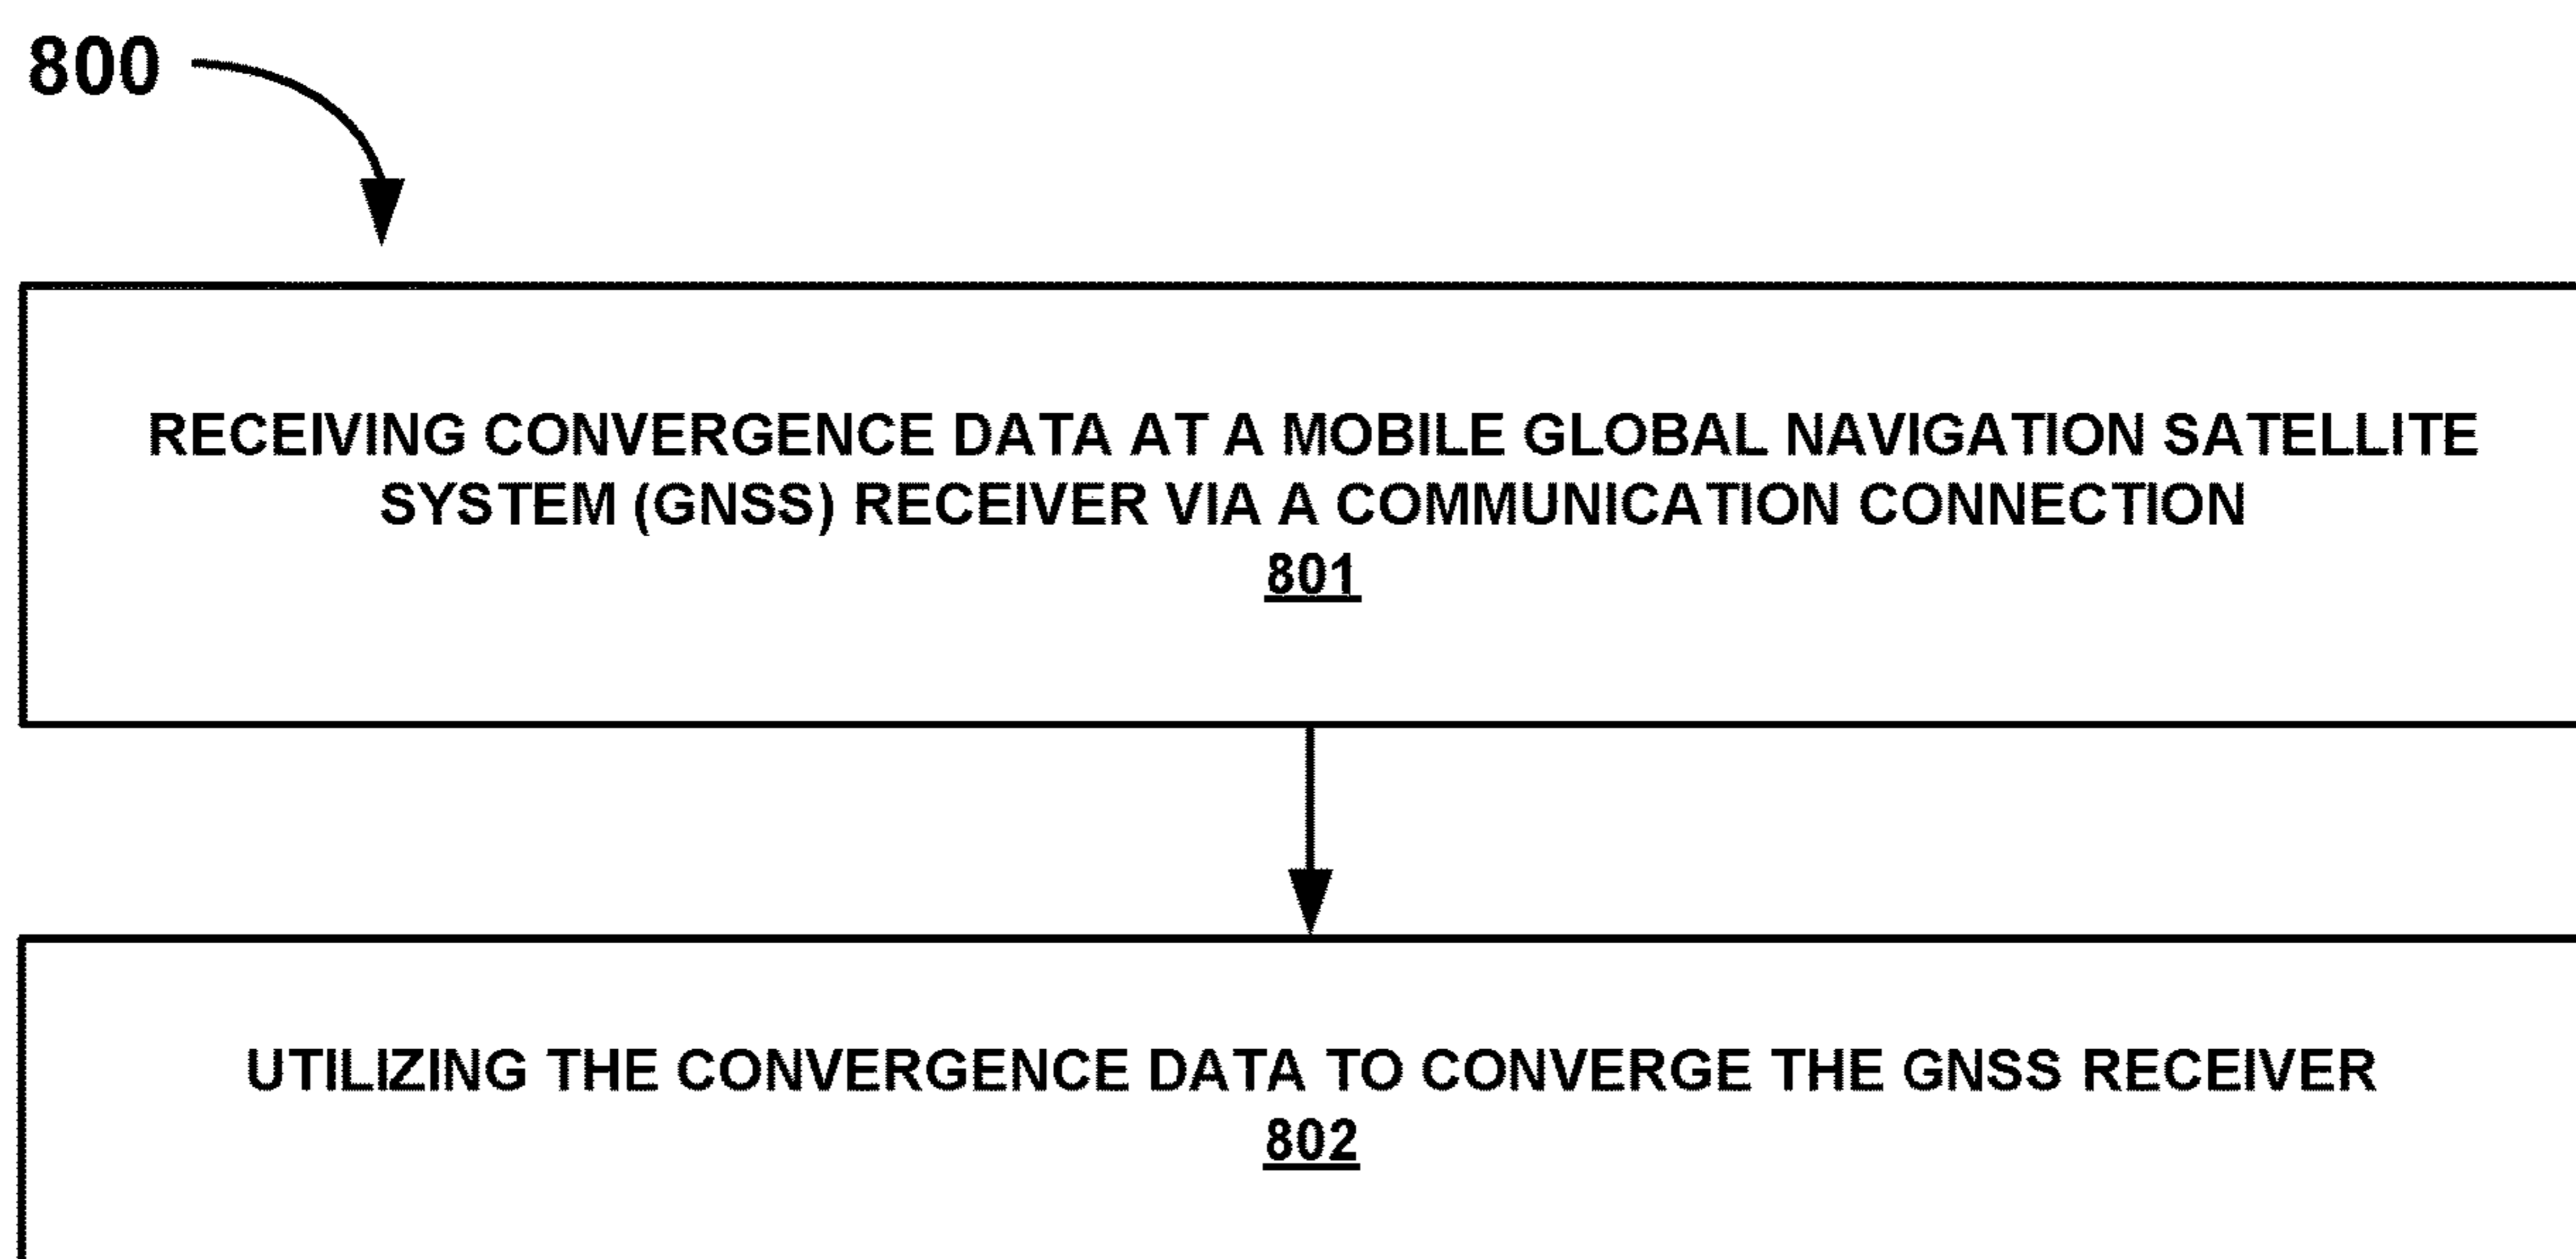 800
RECEIVING CONVERGENCE DATA AT A MOBILE GLOBAL NAVIGATION SATELLITE
SYSTEM (GNSS) RECEIVER VIA A COMMUNICATION CONNECTION
801
UTILIZING THE CONVERGENCE DATA TO CONVERGE THE GNSS RECEIVER
802